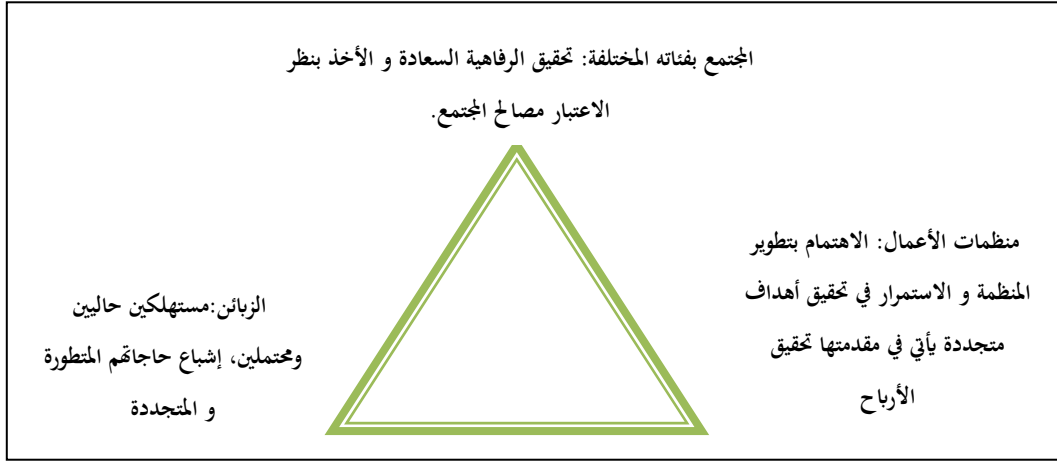 المجتمع بفئاته المختلفة: تحقيق الرفاهية السعادة و الأخذ بنظر
الاعتبار مصالح المجتمع.
منظمات الأعمال: الاهتمام بتطوير
المنظمة و الاستمرار في تحقيق أهداف
متجددة يأتي في مقدمتها تحقيق
الأرباح
الزبائن:مستهلكين حاليين
ومحتملين، إشباع حاجاتهم المتطورة
و المتجددة